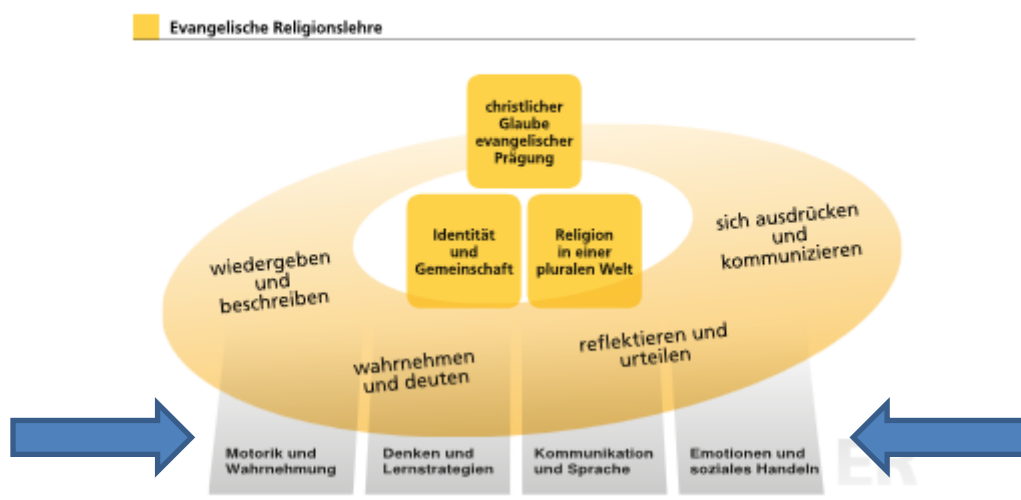 Evangelische Religionslehre
christlicher
Glaube
evangelischer
Prägung
Identität
und
Gemeinschaft
Religion
in einer
pluralen Welt
wiedergeben
und
beschreiben
wahrnehmen
und deuten
reflektieren und
urteilen
sich ausdrücken
und
kommunizieren
Motorik und
Wahrnehmung
Denken und
Lernstrategien
Kommunikation
und Sprache
Emotionen und
soziales Handeln
ER